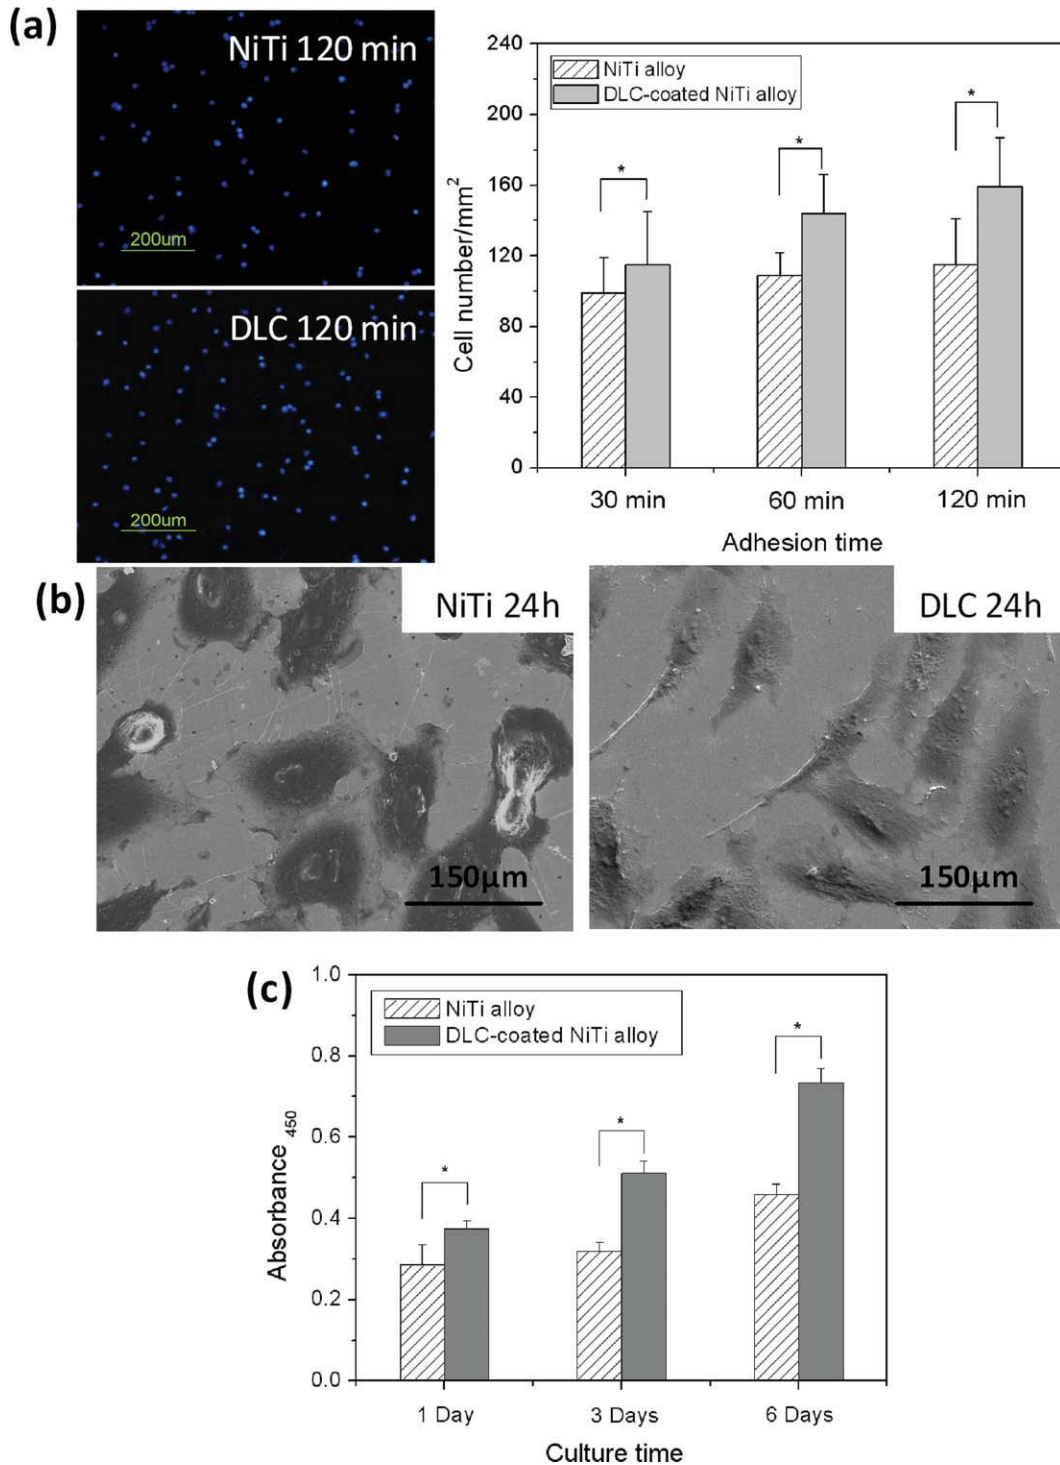 (a)
NiTi 120 min
200um
DLC 120 min
200um
240
200
160
120
80
40
0
Cell number/mm²
NiTi alloy
DLC-coated NiTi alloy
*
*
*
30 min
60 min
120 min
Adhesion time
(b)
NiTi 24h
150μm
DLC 24h
150μm
(c)
1.0
0.8
0.6
0.4
0.2
0.0
Absorbance 450
NiTi alloy
DLC-coated NiTi alloy
*
*
*
1 Day
3 Days
6 Days
Culture time